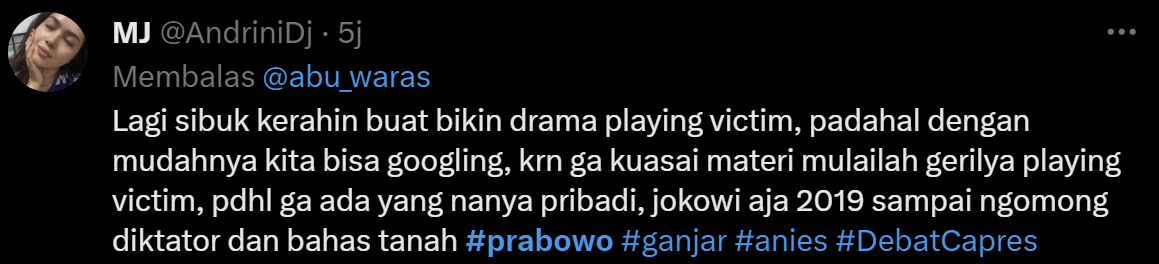 MJ @AndriniDj · 5j
Membalas @abu_waras
Lagi sibuk kerahin buat bikin drama playing victim, padahal dengan
mudahnya kita bisa googling, krn ga kuasai materi mulailah gerilya playing
victim, pdhl ga ada yang nanya pribadi, jokowi aja 2019 sampai ngomong
diktator dan bahas tanah #prabowo #ganjar #anies #DebatCapres